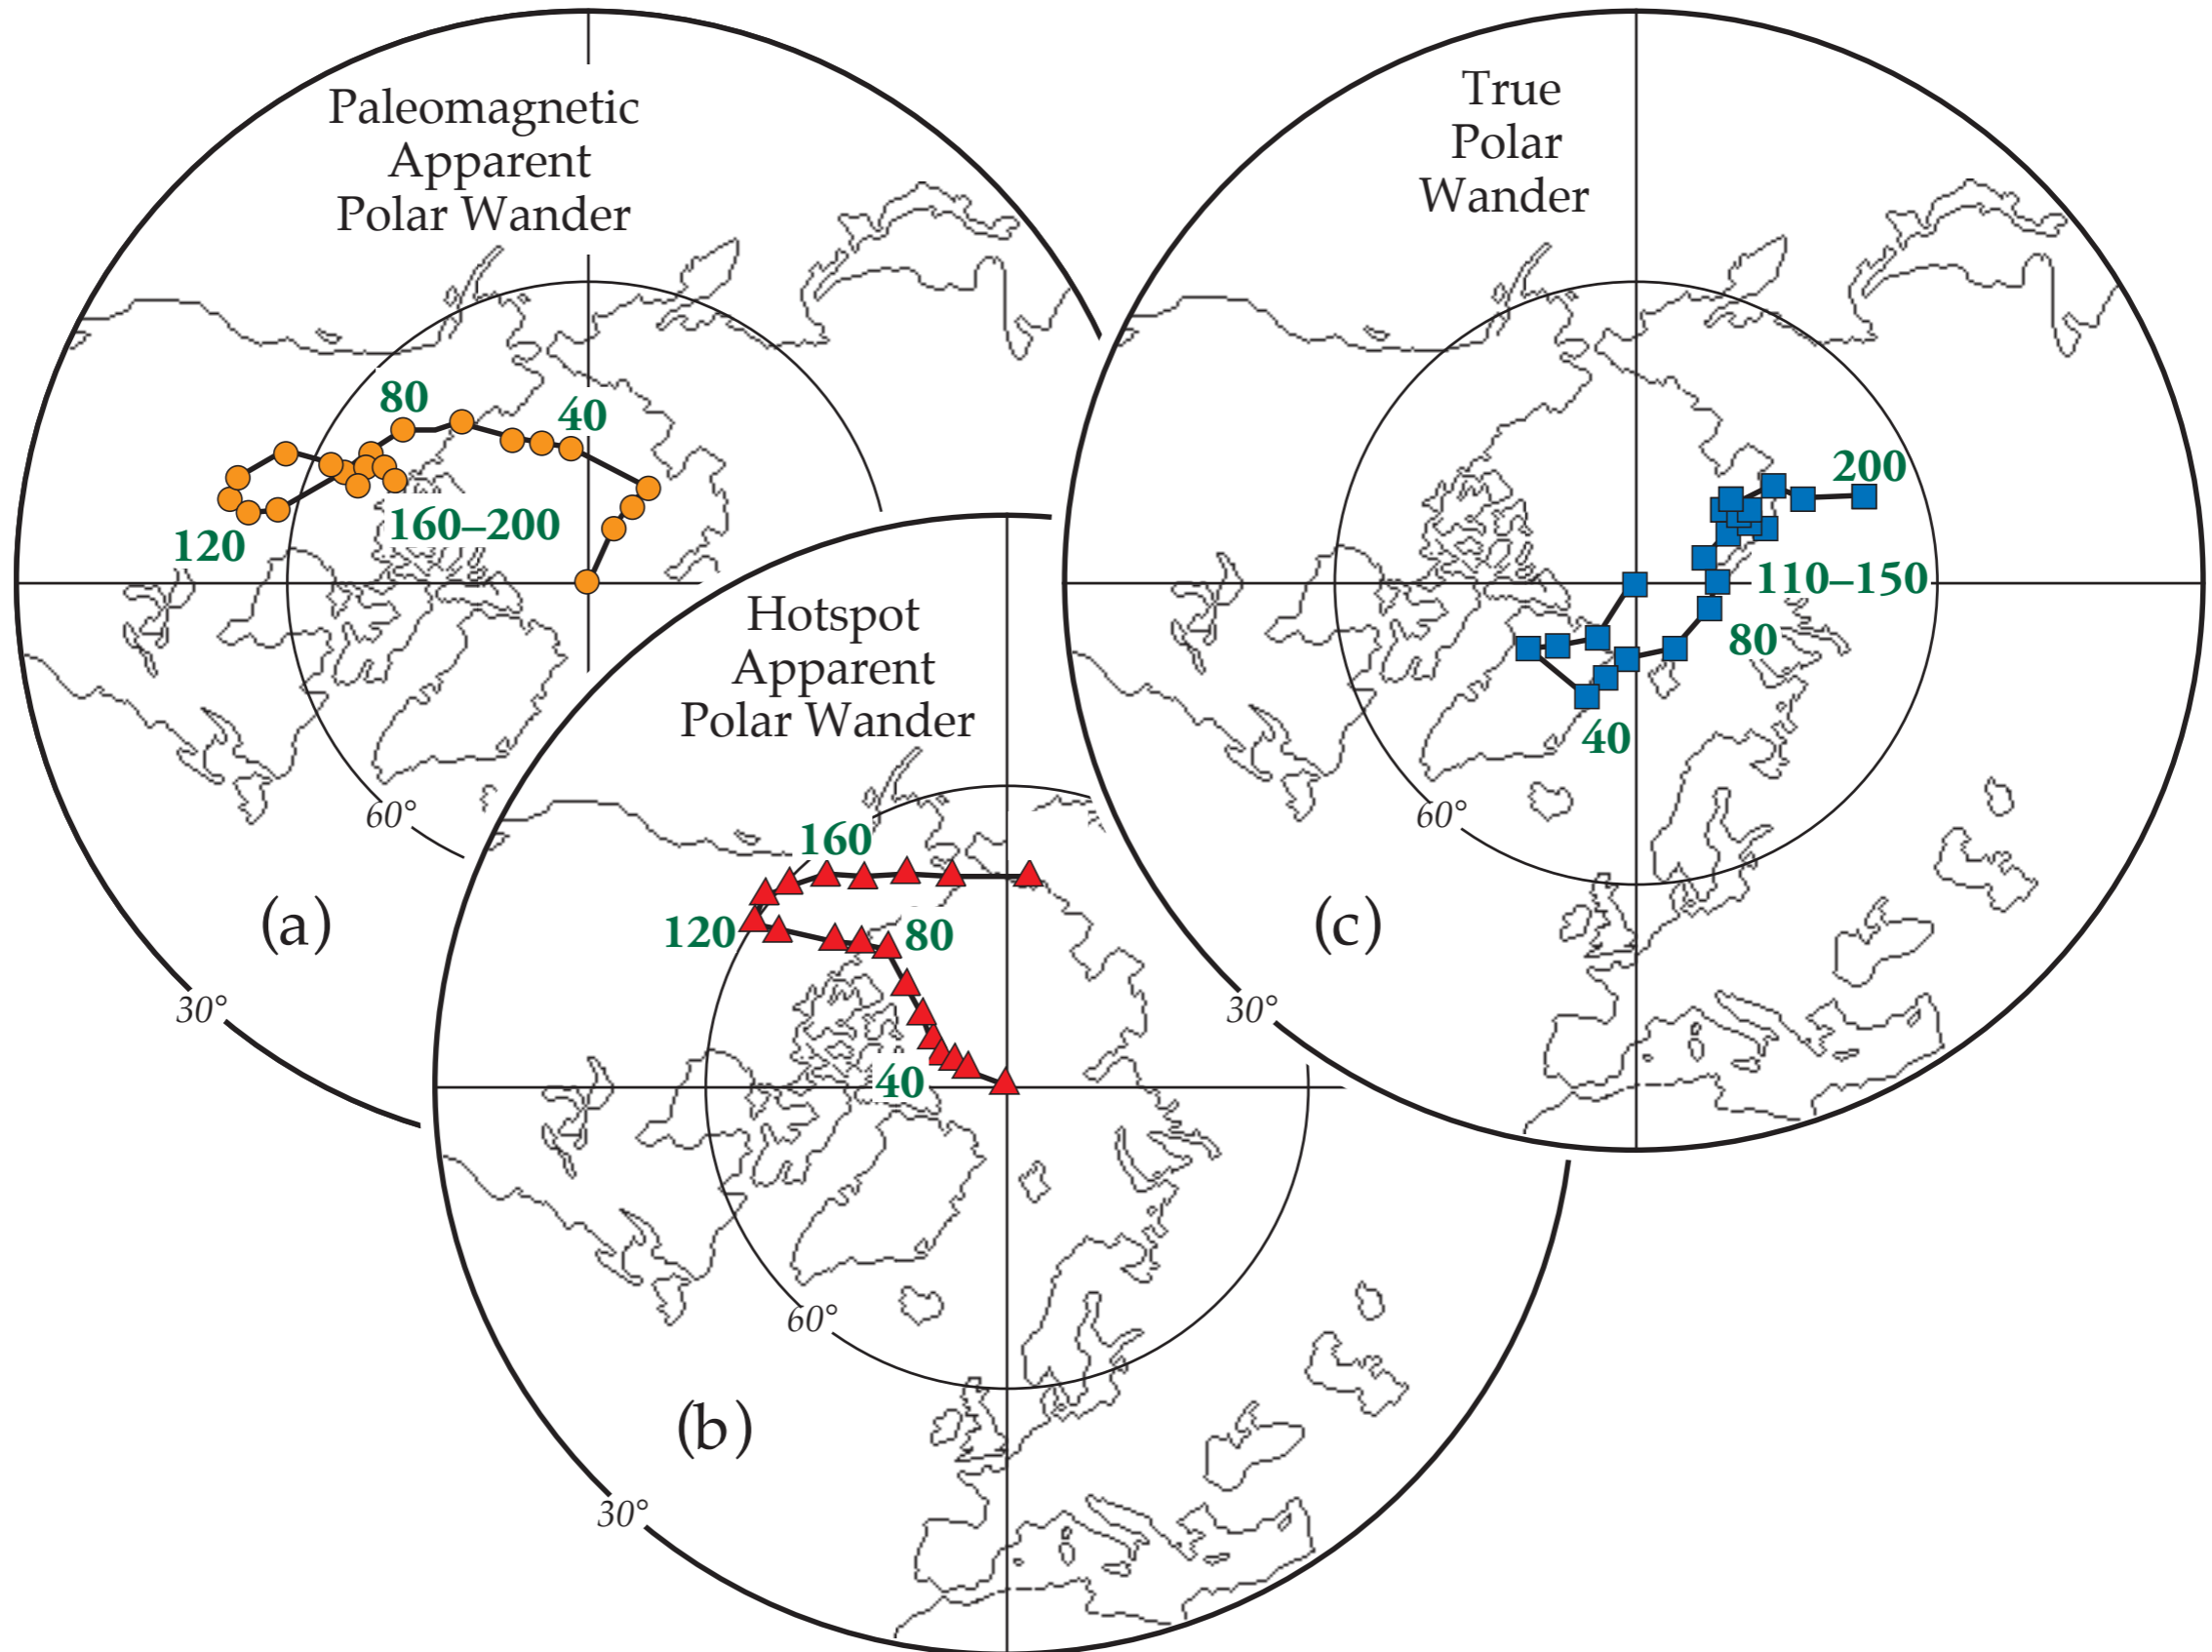 Paleomagnetic
Apparent
Polar Wander
80
40
160–200
120
60°
(a)
30°
Hotspot
Apparent
Polar Wander
160
120
80
40
60°
(b)
30°
True
Polar
Wander
200
110–150
80
40
60°
(c)
30°